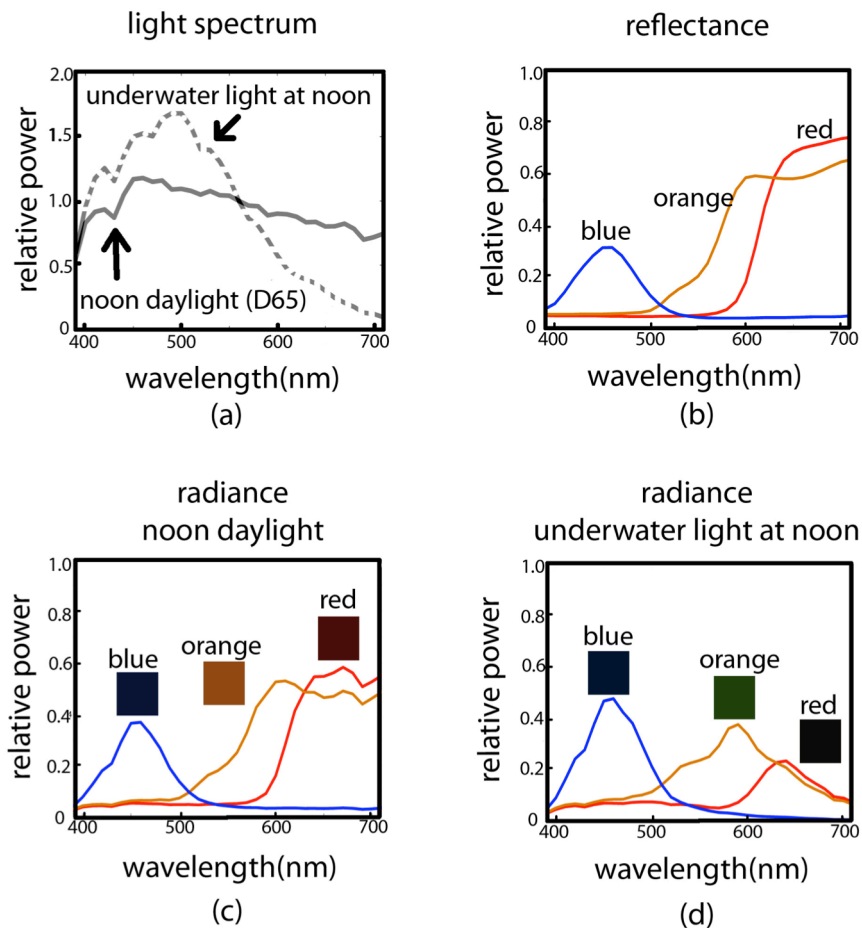 light spectrum
2.0
1.5
1.0
0.5
0
relative power
underwater light at noon
noon daylight (D65)
400 500 600 700
wavelength(nm)
(a)
reflectance
1.0
0.8
0.6
0.4
0.2
0
relative power
red
orange
blue
400 500 600 700
wavelength(nm)
(b)
radiance
noon daylight
1.0
0.8
0.6
0.4
0.2
0
relative power
red
orange
blue
400 500 600 700
wavelength(nm)
(c)
radiance
underwater light at noon
1.0
0.8
0.6
0.4
0.2
0
relative power
blue
orange
red
400 500 600 700
wavelength(nm)
(d)